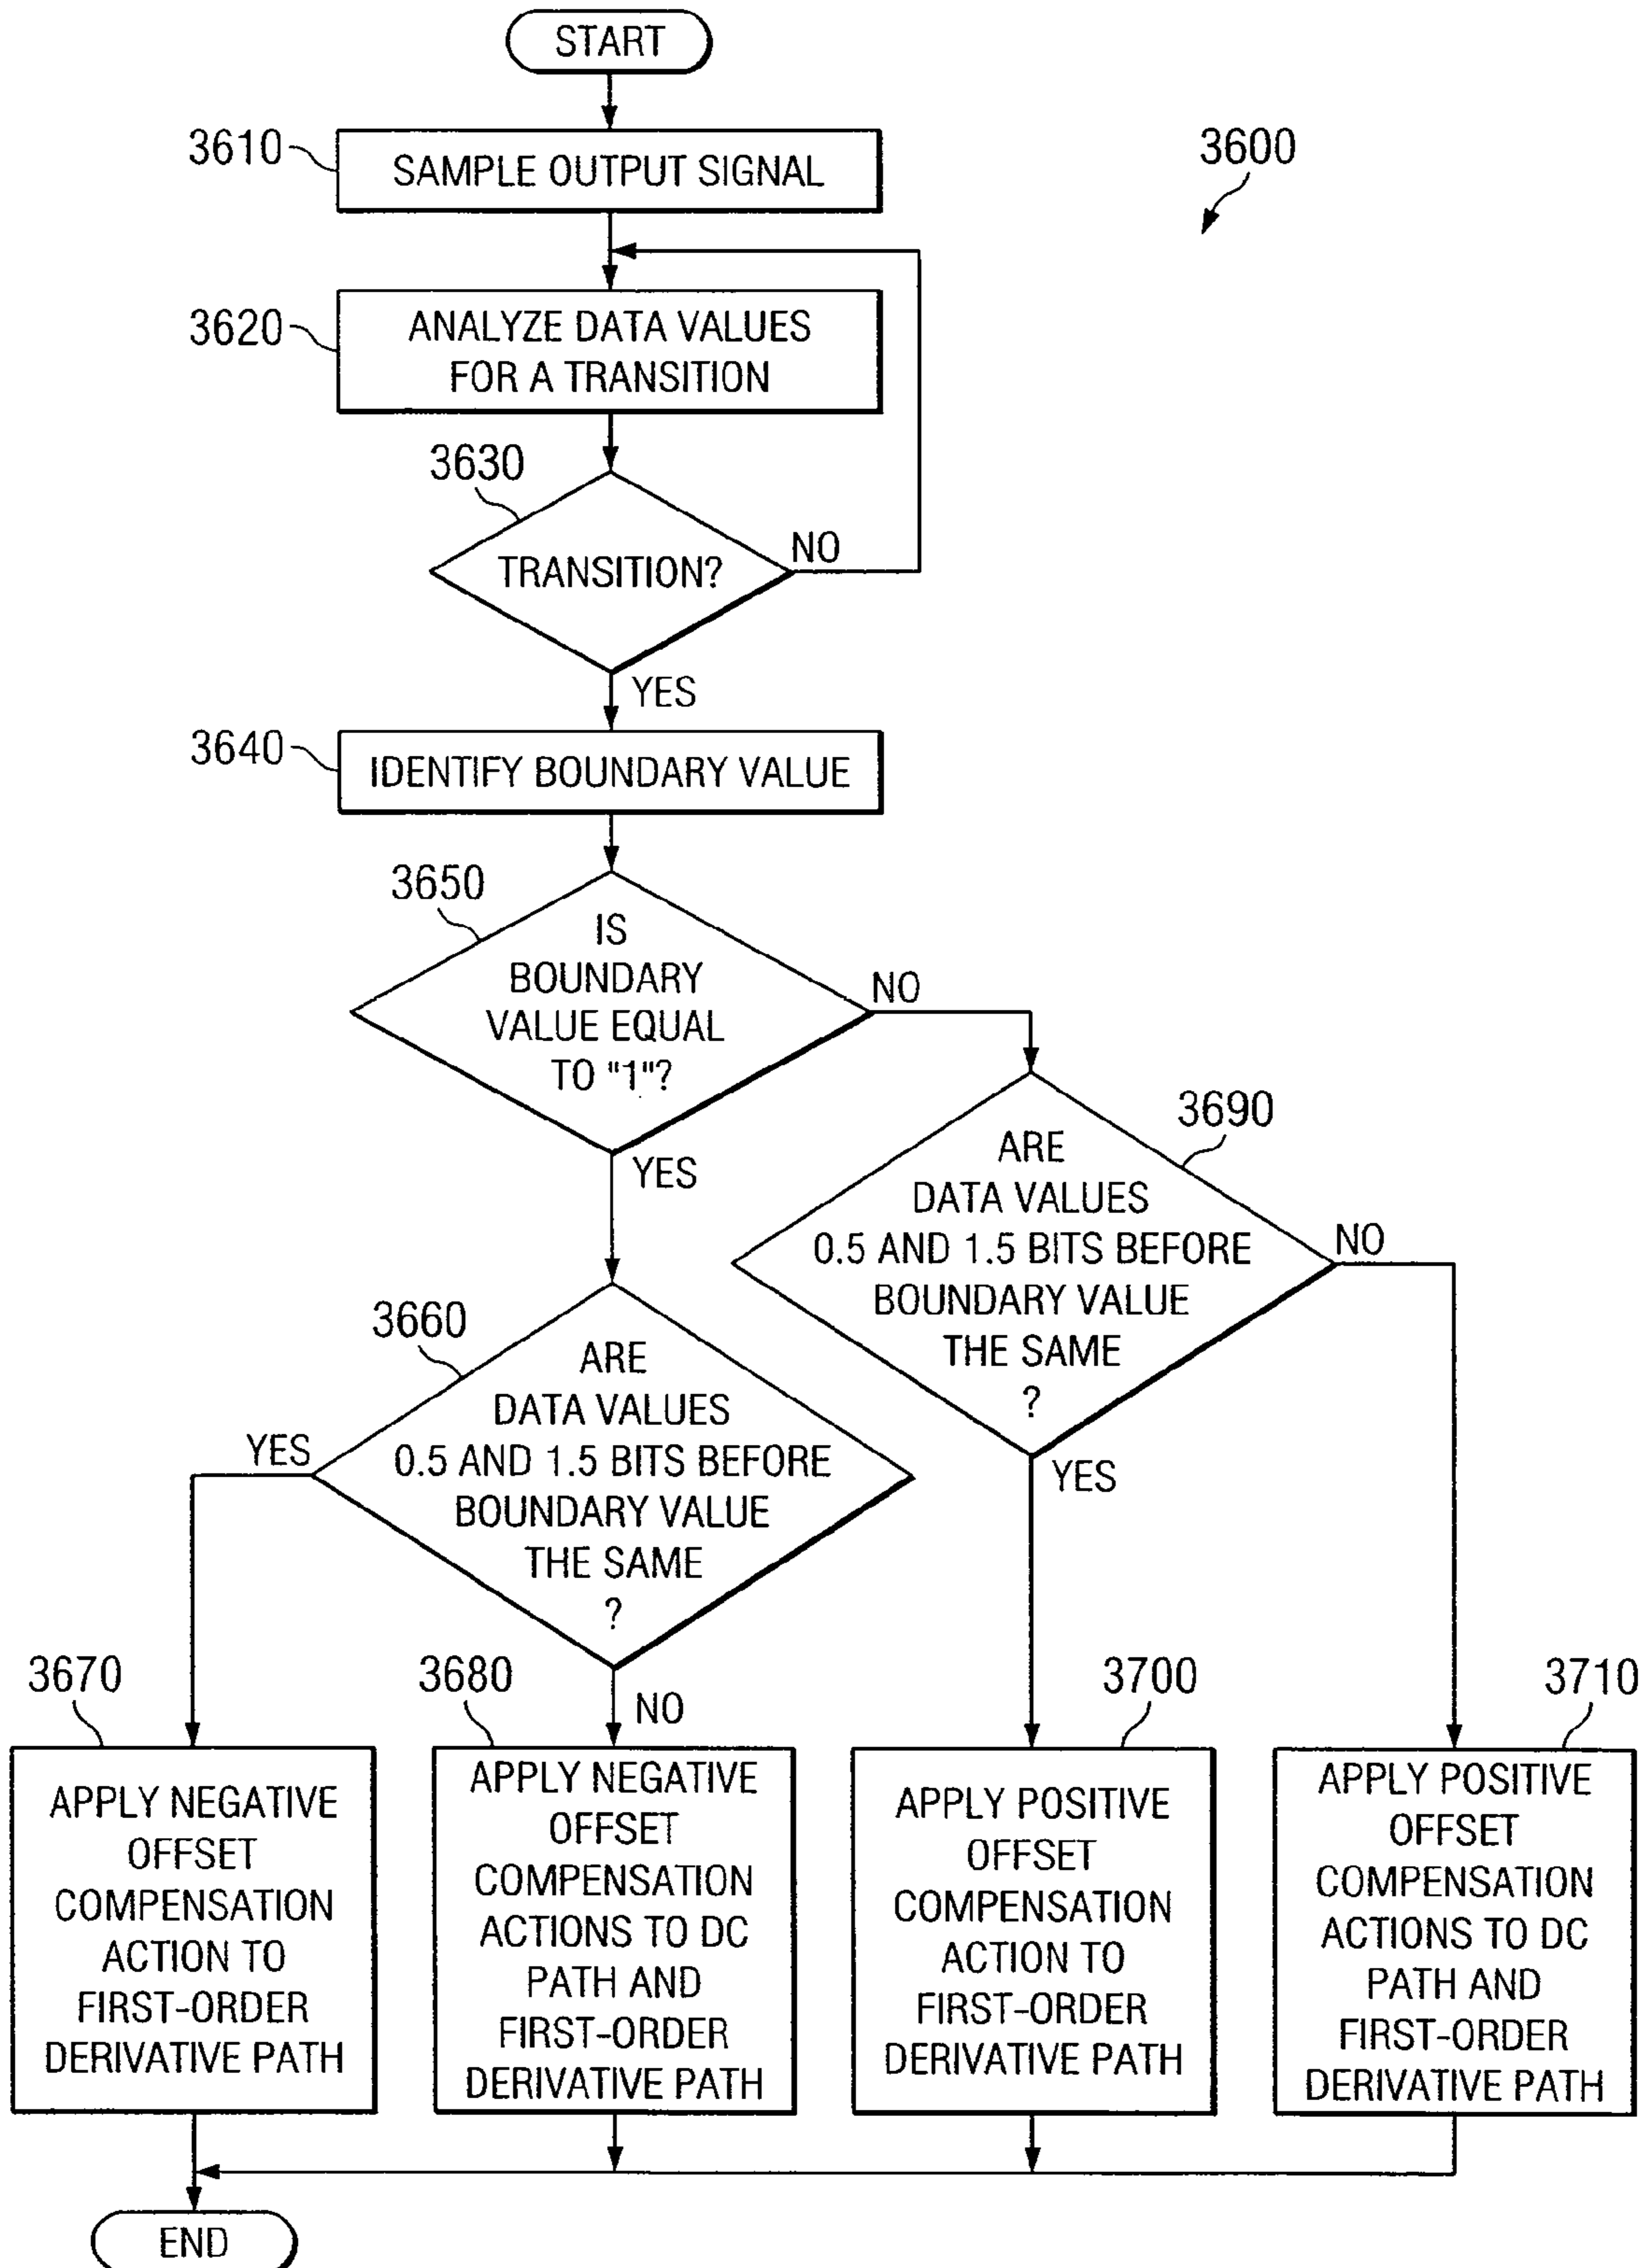 START
3610
SAMPLE OUTPUT SIGNAL
3600
3620
ANALYZE DATA VALUES
FOR A TRANSITION
3630
TRANSITION?
NO
YES
3640
IDENTIFY BOUNDARY VALUE
3650
IS
BOUNDARY
VALUE EQUAL
TO "1"?
NO
YES
3690
ARE
DATA VALUES
0.5 AND 1.5 BITS BEFORE
BOUNDARY VALUE
THE SAME
?
NO
YES
3660
ARE
DATA VALUES
0.5 AND 1.5 BITS BEFORE
BOUNDARY VALUE
THE SAME
?
YES
NO
3670
APPLY NEGATIVE
OFFSET
COMPENSATION
ACTION TO
FIRST-ORDER
DERIVATIVE PATH
3680
APPLY NEGATIVE
OFFSET
COMPENSATION
ACTIONS TO DC
PATH AND
FIRST-ORDER
DERIVATIVE PATH
3700
APPLY POSITIVE
OFFSET
COMPENSATION
ACTION TO
FIRST-ORDER
DERIVATIVE PATH
3710
APPLY POSITIVE
OFFSET
COMPENSATION
ACTIONS TO DC
PATH AND
FIRST-ORDER
DERIVATIVE PATH
END